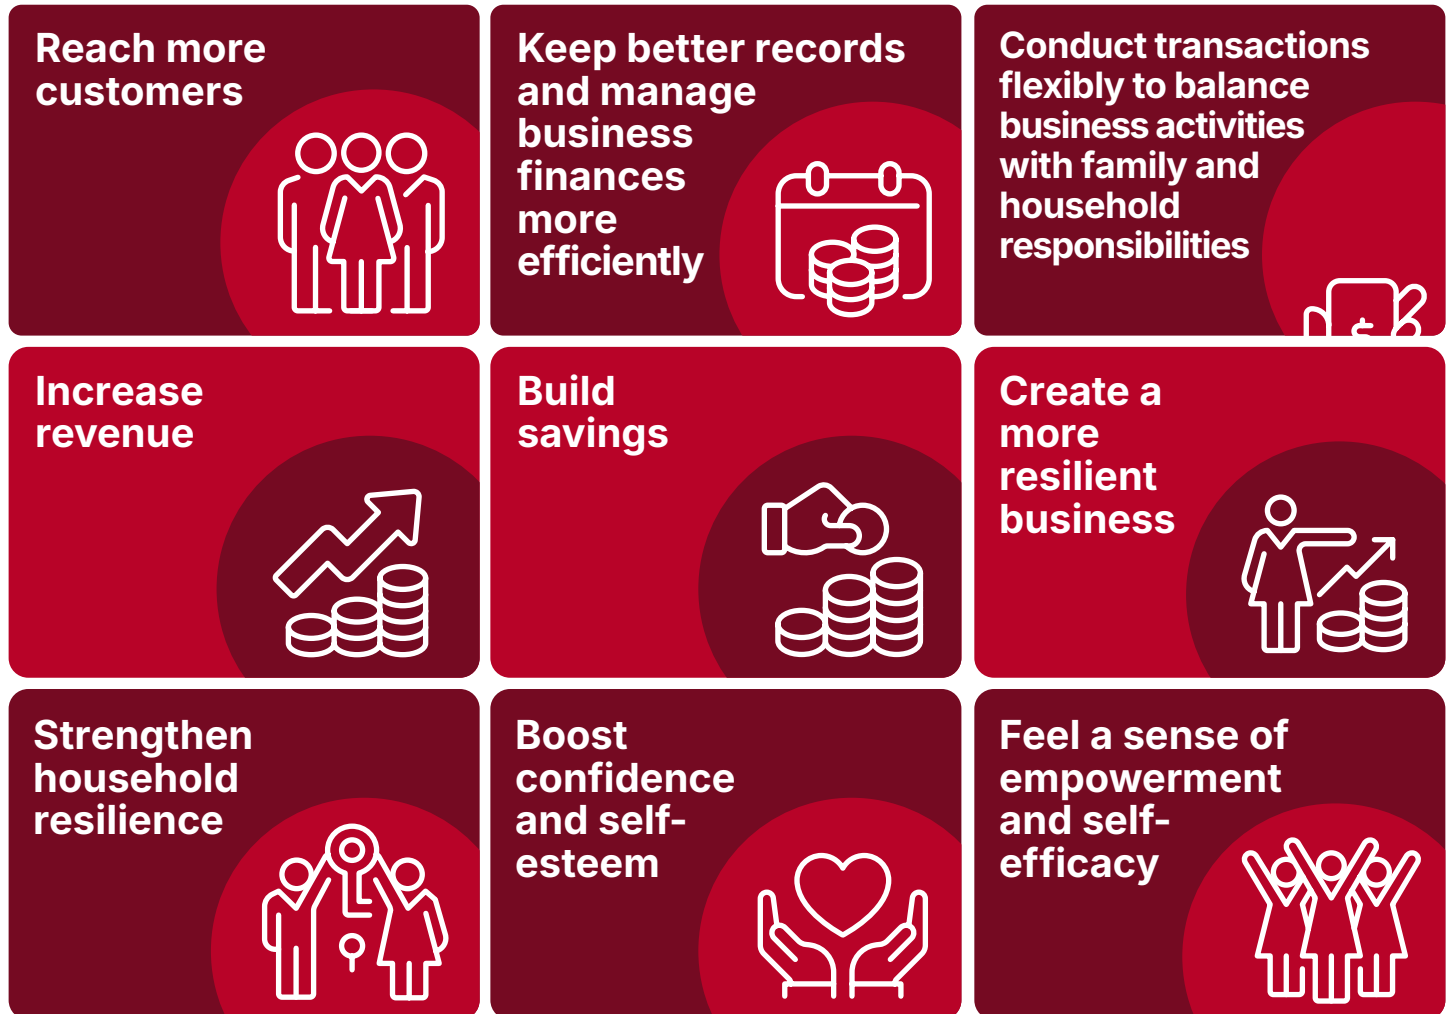 Reach more
customers
Keep better records
and manage
business
finances
more
efficiently
Conduct transactions
flexibly to balance
business activities
with family and
household
responsibilities
$
Increase
revenue
Build
savings
Create a
more
resilient
business
Strengthen
household
resilience
Boost
confidence
and self-
esteem
Feel a sense of
empowerment
and self-
efficacy